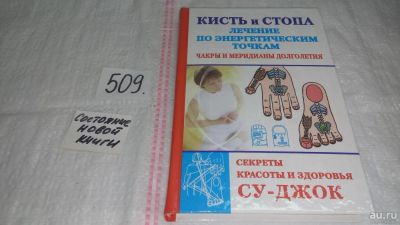 509.
Состояние
новой
книги
КИСТЬ и СТОПА
ЛЕЧЕНИЕ
ПО ЭНЕРГЕТИЧЕСКИМ
ТОЧКАМ
ЧАКРЫ И МЕРИДИАНЫ ДОЛГОЛЕТИЯ
СЕКРЕТЫ
КРАСОТЫ И ЗДОРОВЬЯ
СУ-ДЖОК
au.ru